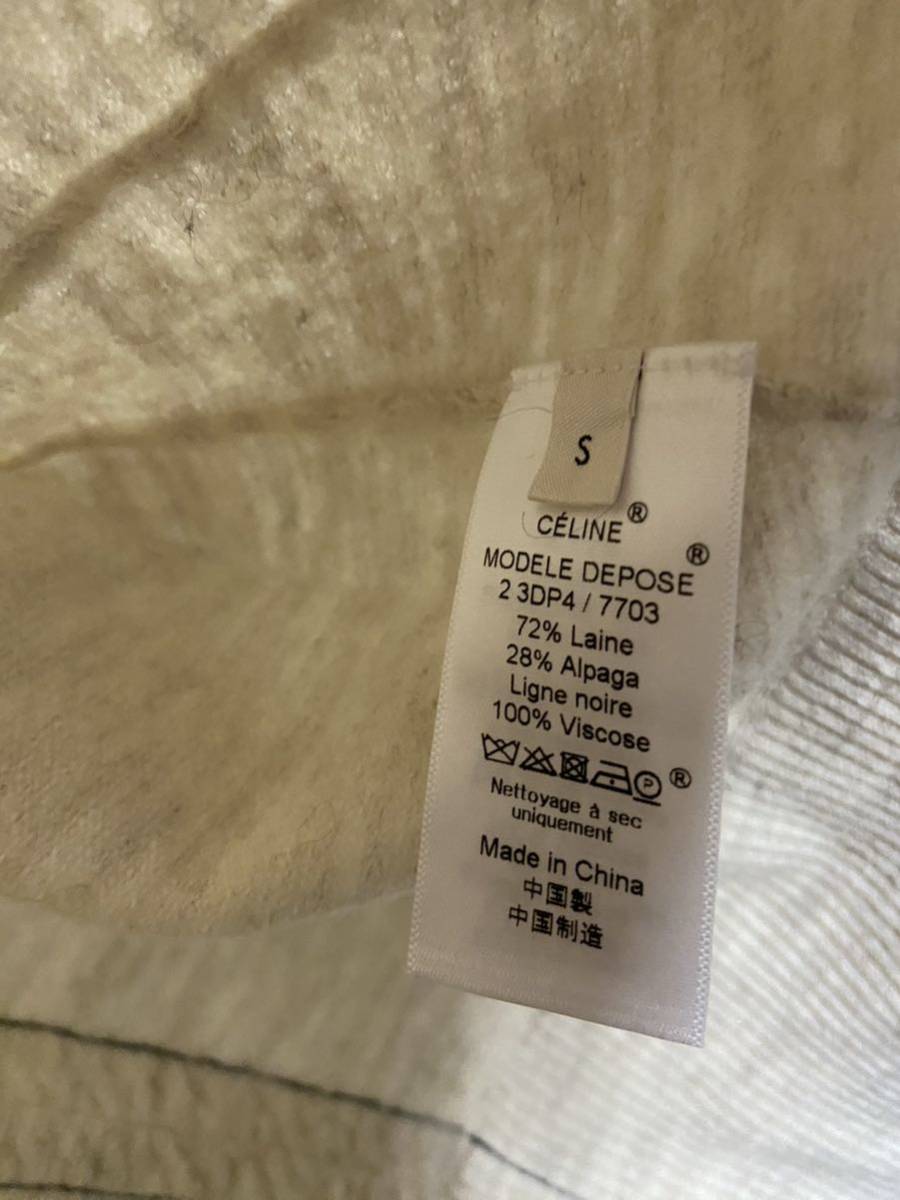 S
CÉLINE®
MODELE DEPOSE®
2 3DP4 / 7703
72% Laine
28% Alpaga
Ligne noire
100% Viscose
P ®
Nettoyage à sec
uniquement
Made in China
中国製
中国制造